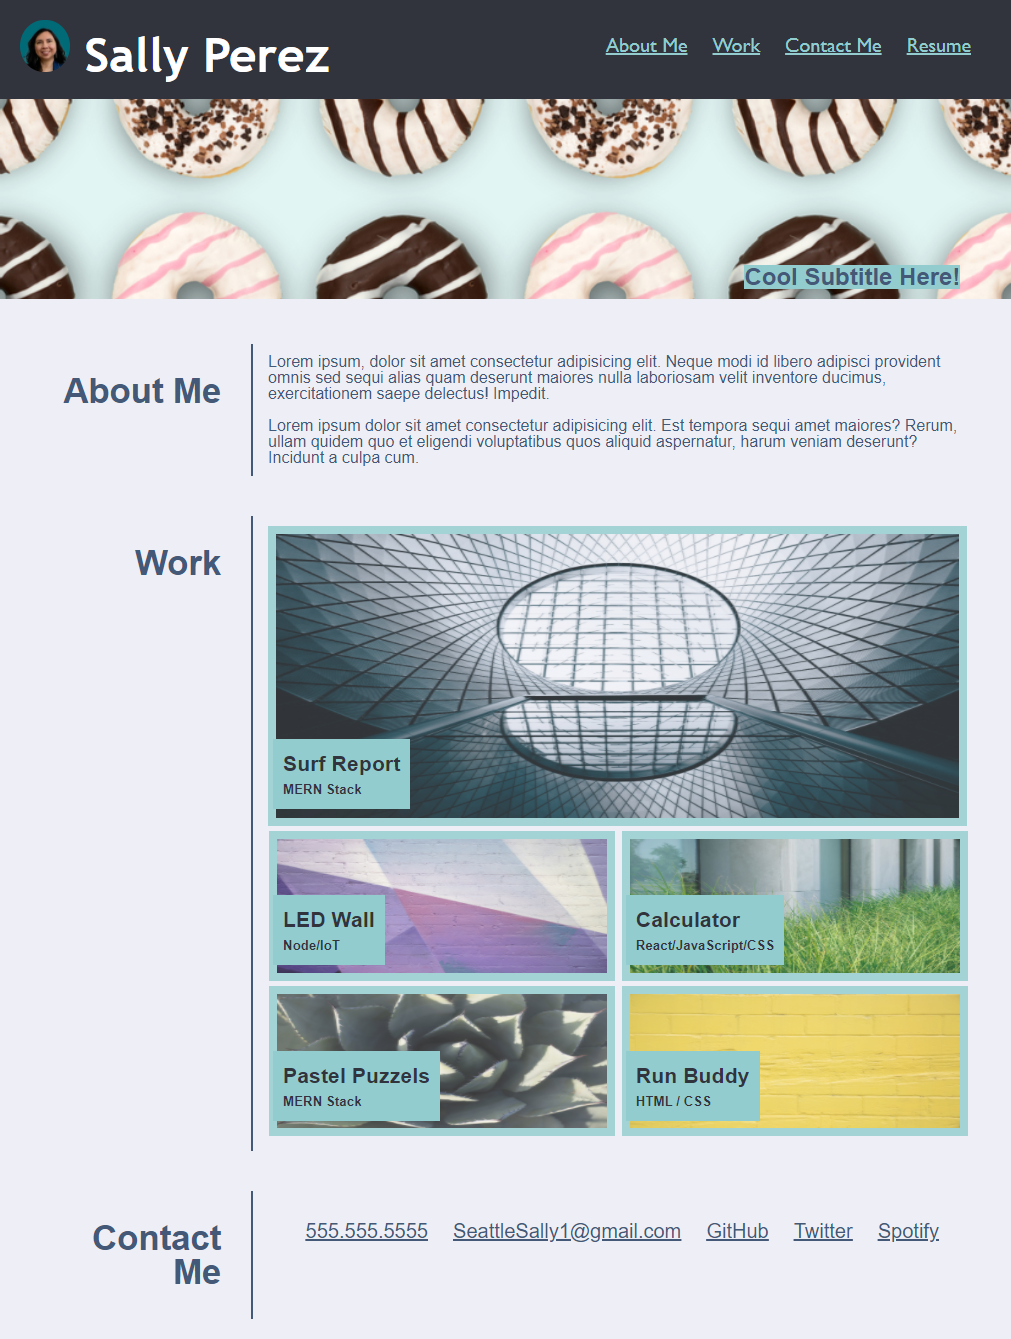 Sally Perez
About Me Work Contact Me Resume
Cool Subtitle Here!
About Me
Lorem ipsum, dolor sit amet consectetur adipisicing elit. Neque modi id libero adipisci provident
omnis sed sequi alias quam deserunt maiores nulla laboriosam velit inventore ducimus,
exercitationem saepe delectus! Impedit.
Lorem ipsum dolor sit amet consectetur adipisicing elit. Est tempora sequi amet maiores? Rerum,
ullam quidem quo et eligendi voluptatibus quos aliquid aspernatur, harum veniam deserunt?
Incidunt a culpa cum.
Work
Surf Report
MERN Stack
LED Wall
Node/IoT
Calculator
React/JavaScript/CSS
Pastel Puzzels
MERN Stack
Run Buddy
HTML / CSS
Contact
Me
555.555.5555 SeattleSally1@gmail.com GitHub Twitter Spotify